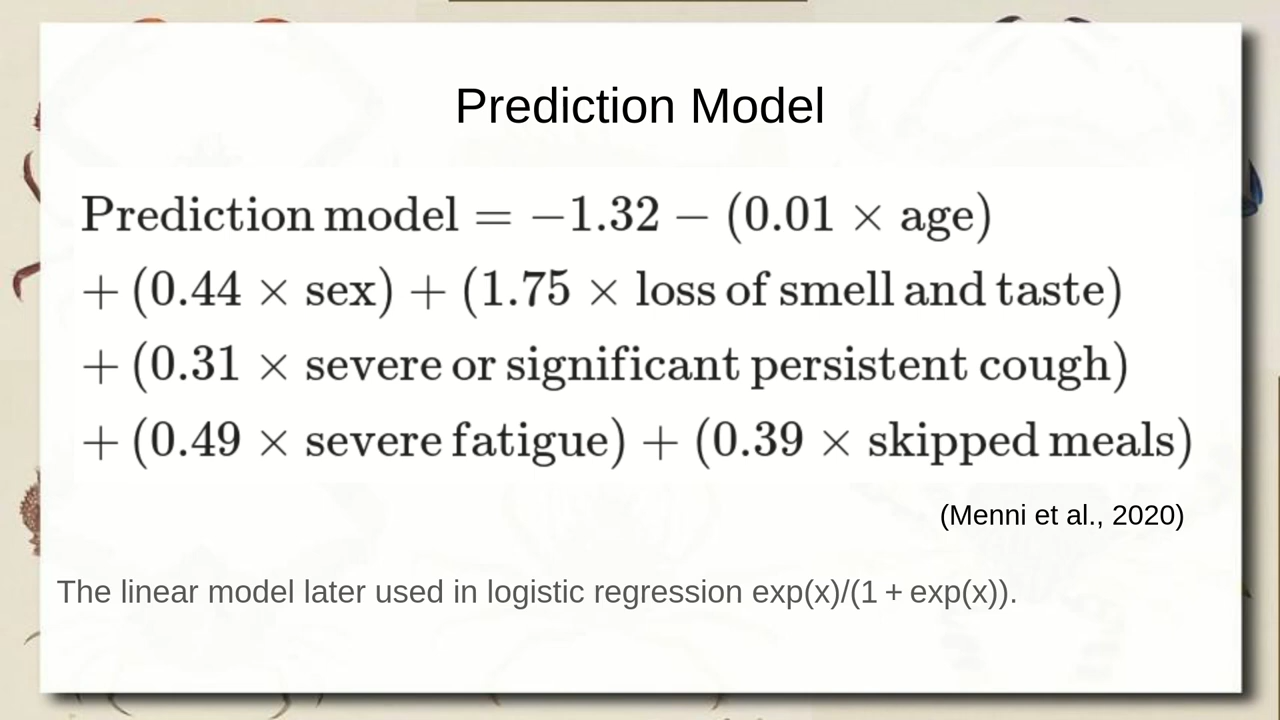 Prediction Model
Prediction model = −1.32 − (0.01 × age)
+ (0.44 × sex) + (1.75 × loss of smell and taste)
+ (0.31 × severe or significant persistent cough)
+ (0.49 × severe fatigue) + (0.39 × skipped meals)
(Menni et al., 2020)
The linear model later used in logistic regression exp(x)/(1 + exp(x)).